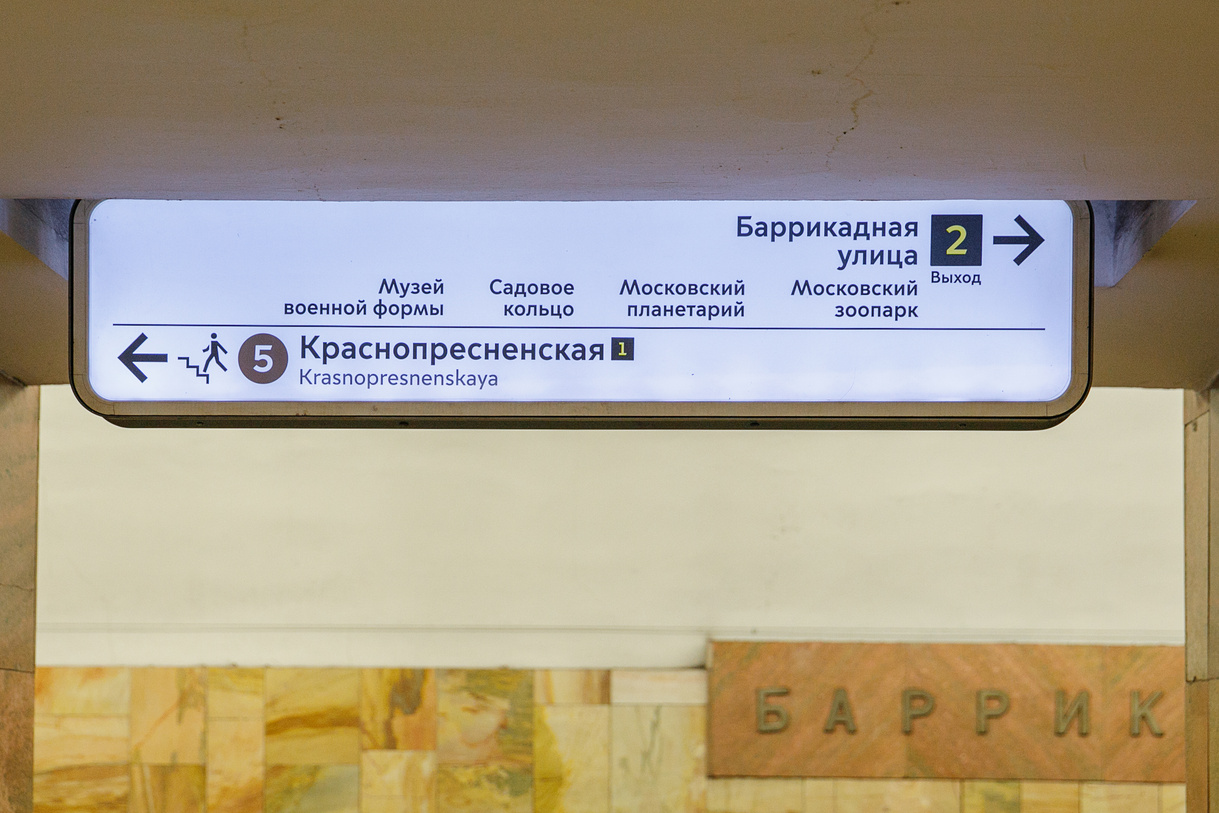 Баррикадная
улица
2
Выход
Музей
военной формы
Садовое
кольцо
Московский
планетарий
Московский
зоопарк
5
Краснопресненская 1
Krasnopresnenskaya
БАРРИК